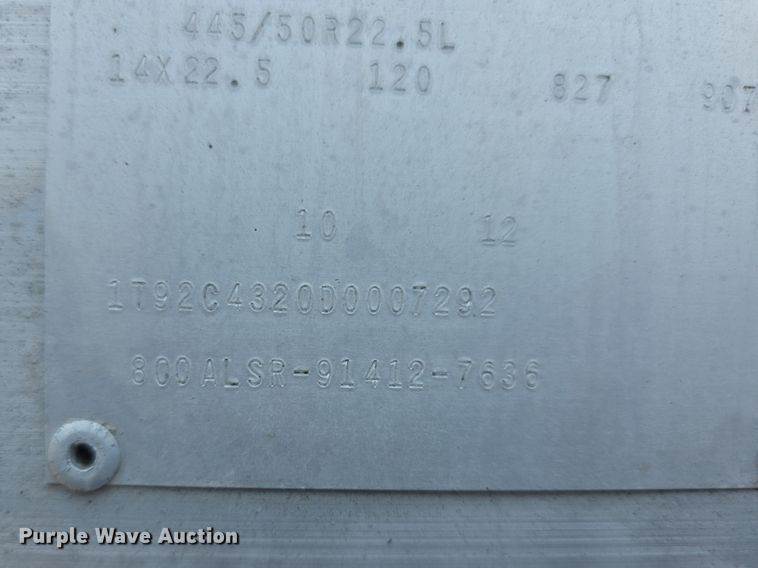 445/50R22.5L
14X22.5 120 827 907
10 12
1T92C4320D0007292
800ALSR-91412-7636
Purple Wave Auction